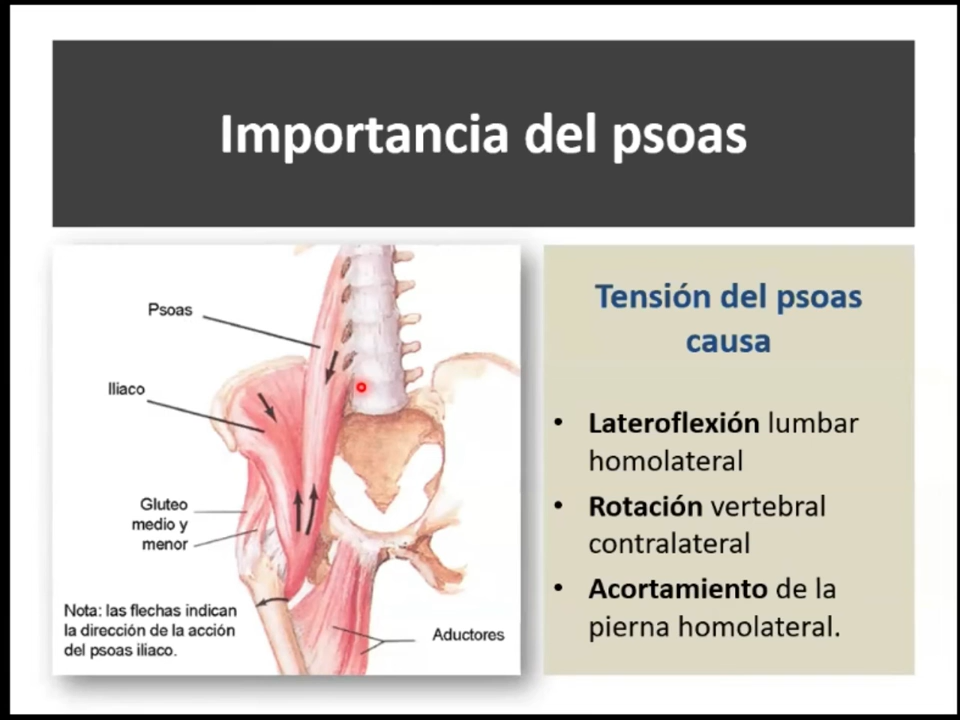 Importancia del psoas
Psoas
Iliaco
Gluteo
medio y
menor
Nota: las flechas indican
la dirección de la acción
del psoas iliaco.
Aductores
Tensión del psoas
causa
• Lateroflexión lumbar
homolateral
• Rotación vertebral
contralateral
• Acortamiento de la
pierna homolateral.